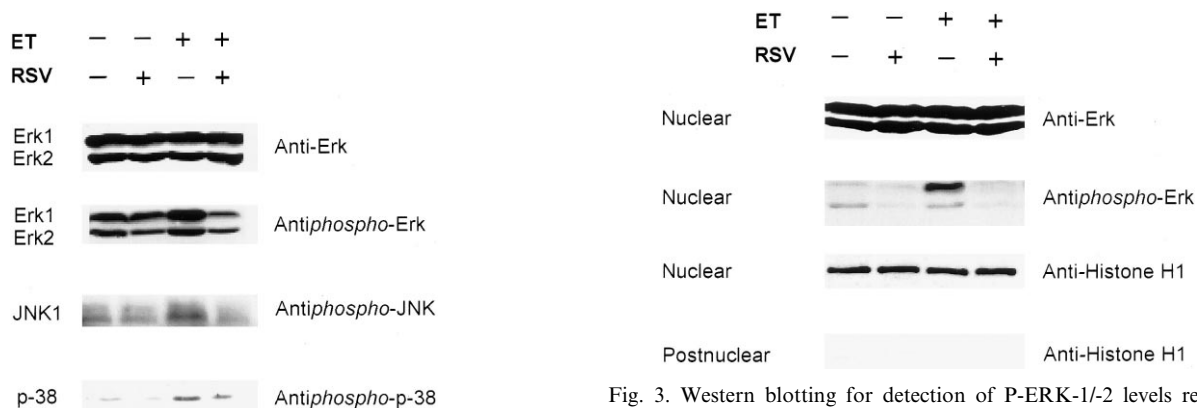 ET − − + +
RSV − + − +
Erk1
Erk2
Anti-Erk
Erk1
Erk2
Antiphospho-Erk
JNK1 Antiphospho-JNK
p-38 Antiphospho-p-38
ET − − + +
RSV − + − +
Nuclear Anti-Erk
Nuclear Antiphospho-Erk
Nuclear Anti-Histone H1
Postnuclear Anti-Histone H1
Fig. 3. Western blotting for detection of P-ERK-1/-2 levels re